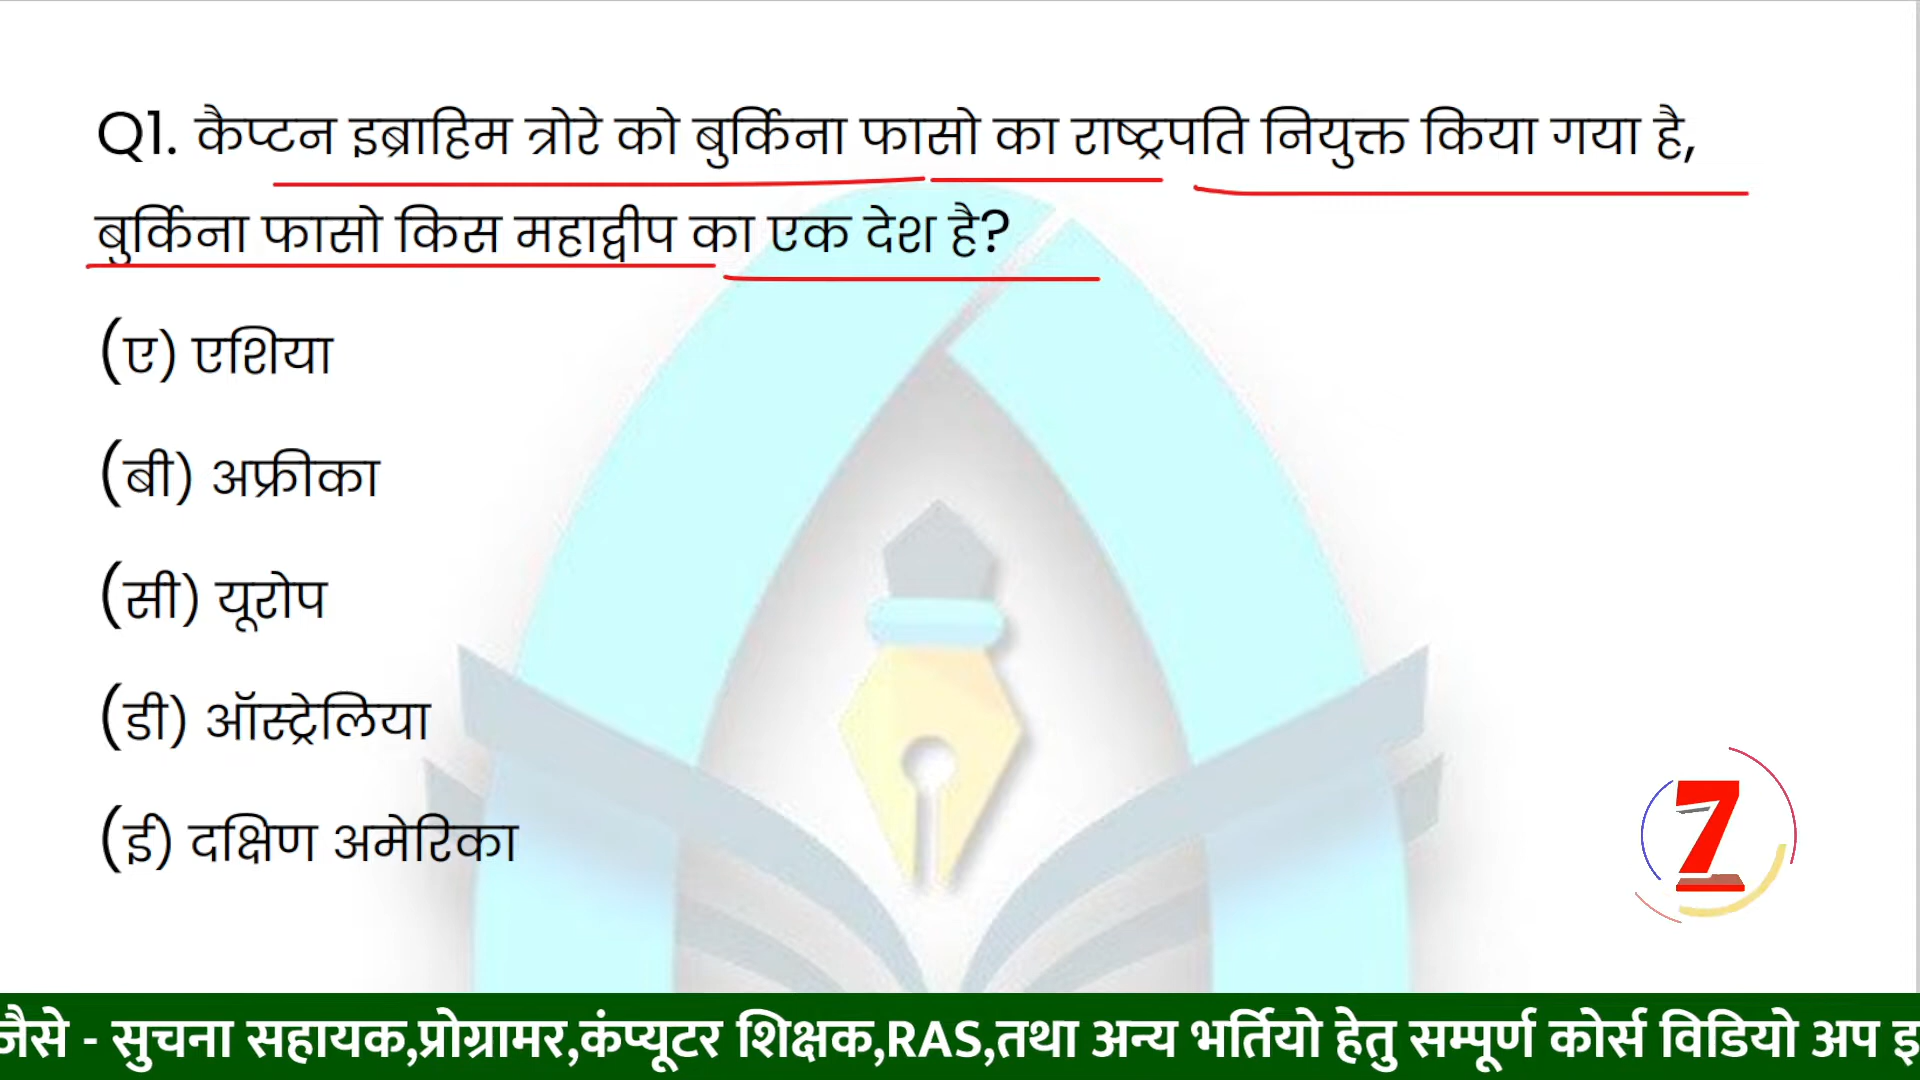 Q1. कैप्टन इब्राहिम त्रोरे को बुर्किना फासो का राष्ट्रपति नियुक्त किया गया है,
बुर्किना फासो किस महाद्वीप का एक देश है?
(ए) एशिया
(बी) अफ्रीका
(सी) यूरोप
(डी) ऑस्ट्रेलिया
(ई) दक्षिण अमेरिका
7
जैसे - सुचना सहायक,प्रोग्रामर,कंप्यूटर शिक्षक,RAS,तथा अन्य भर्तियो हेतु सम्पूर्ण कोर्स विडियो अप इ